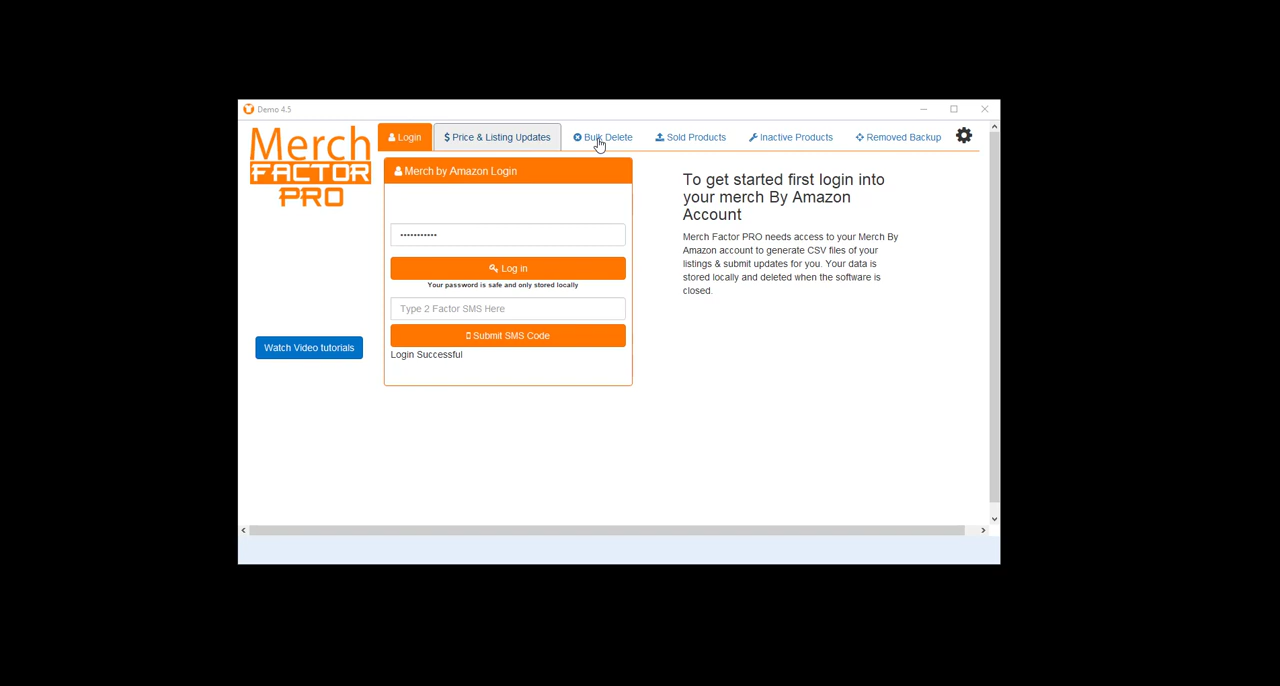 Demo 4.5
Merch
FACTOR
PRO
Login
$ Price & Listing Updates
Bulk Delete
Sold Products
Inactive Products
Removed Backup
Merch by Amazon Login
•••••••••••
Log in
Your password is safe and only stored locally
Type 2 Factor SMS Here
Submit SMS Code
Login Successful
Watch Video tutorials
To get started first login into
your merch By Amazon
Account
Merch Factor PRO needs access to your Merch By
Amazon account to generate CSV files of your
listings & submit updates for you. Your data is
stored locally and deleted when the software is
closed.